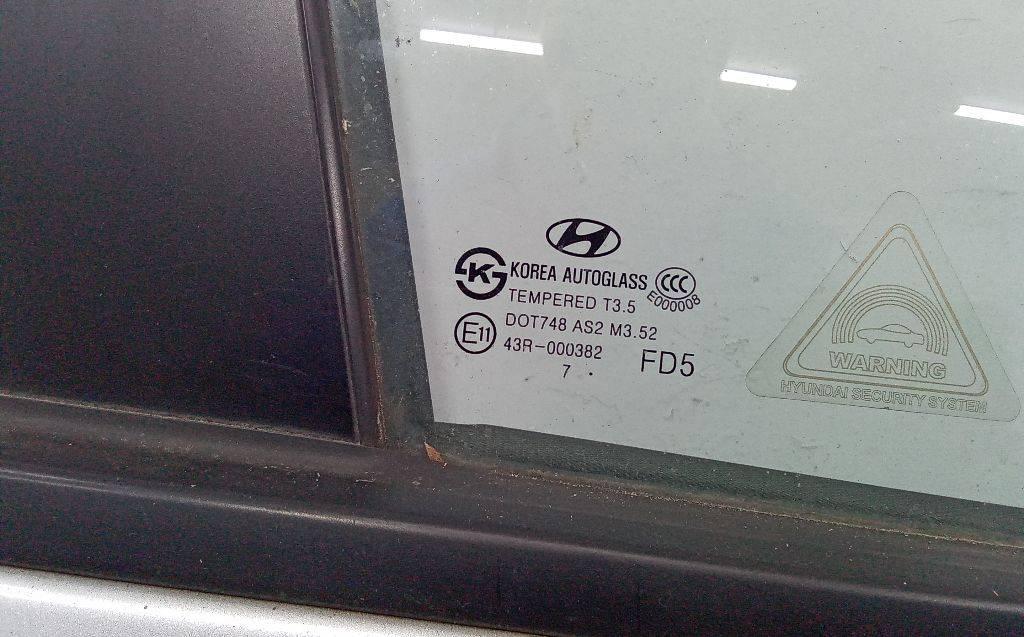 KOREA AUTOGLASS
CCC
E000008
TEMPERED T3.5
DOT748 AS2 M3.52
E11
43R-000382
FD5
7 .
K
WARNING
HYUNDAI SECURITY SYSTEM